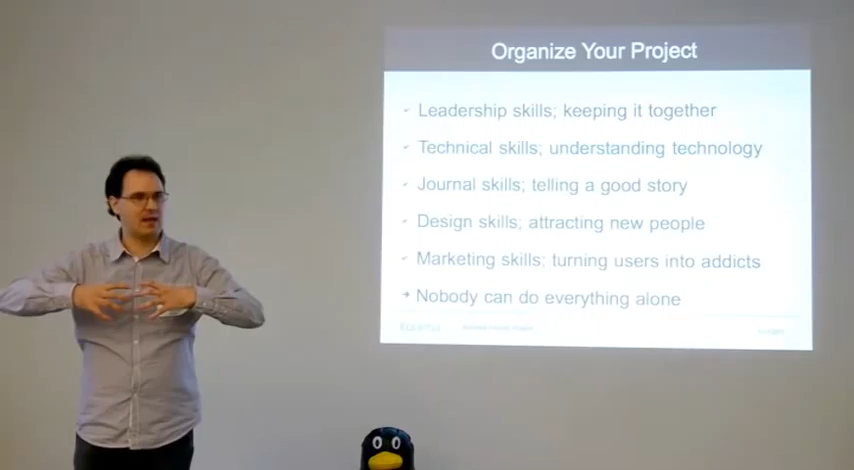 Organize Your Project
Leadership skills; keeping it together
Technical skills; understanding technology
Journal skills; telling a good story
Design skills; attracting new people
Marketing skills; turning users into addicts
➔ Nobody can do everything alone